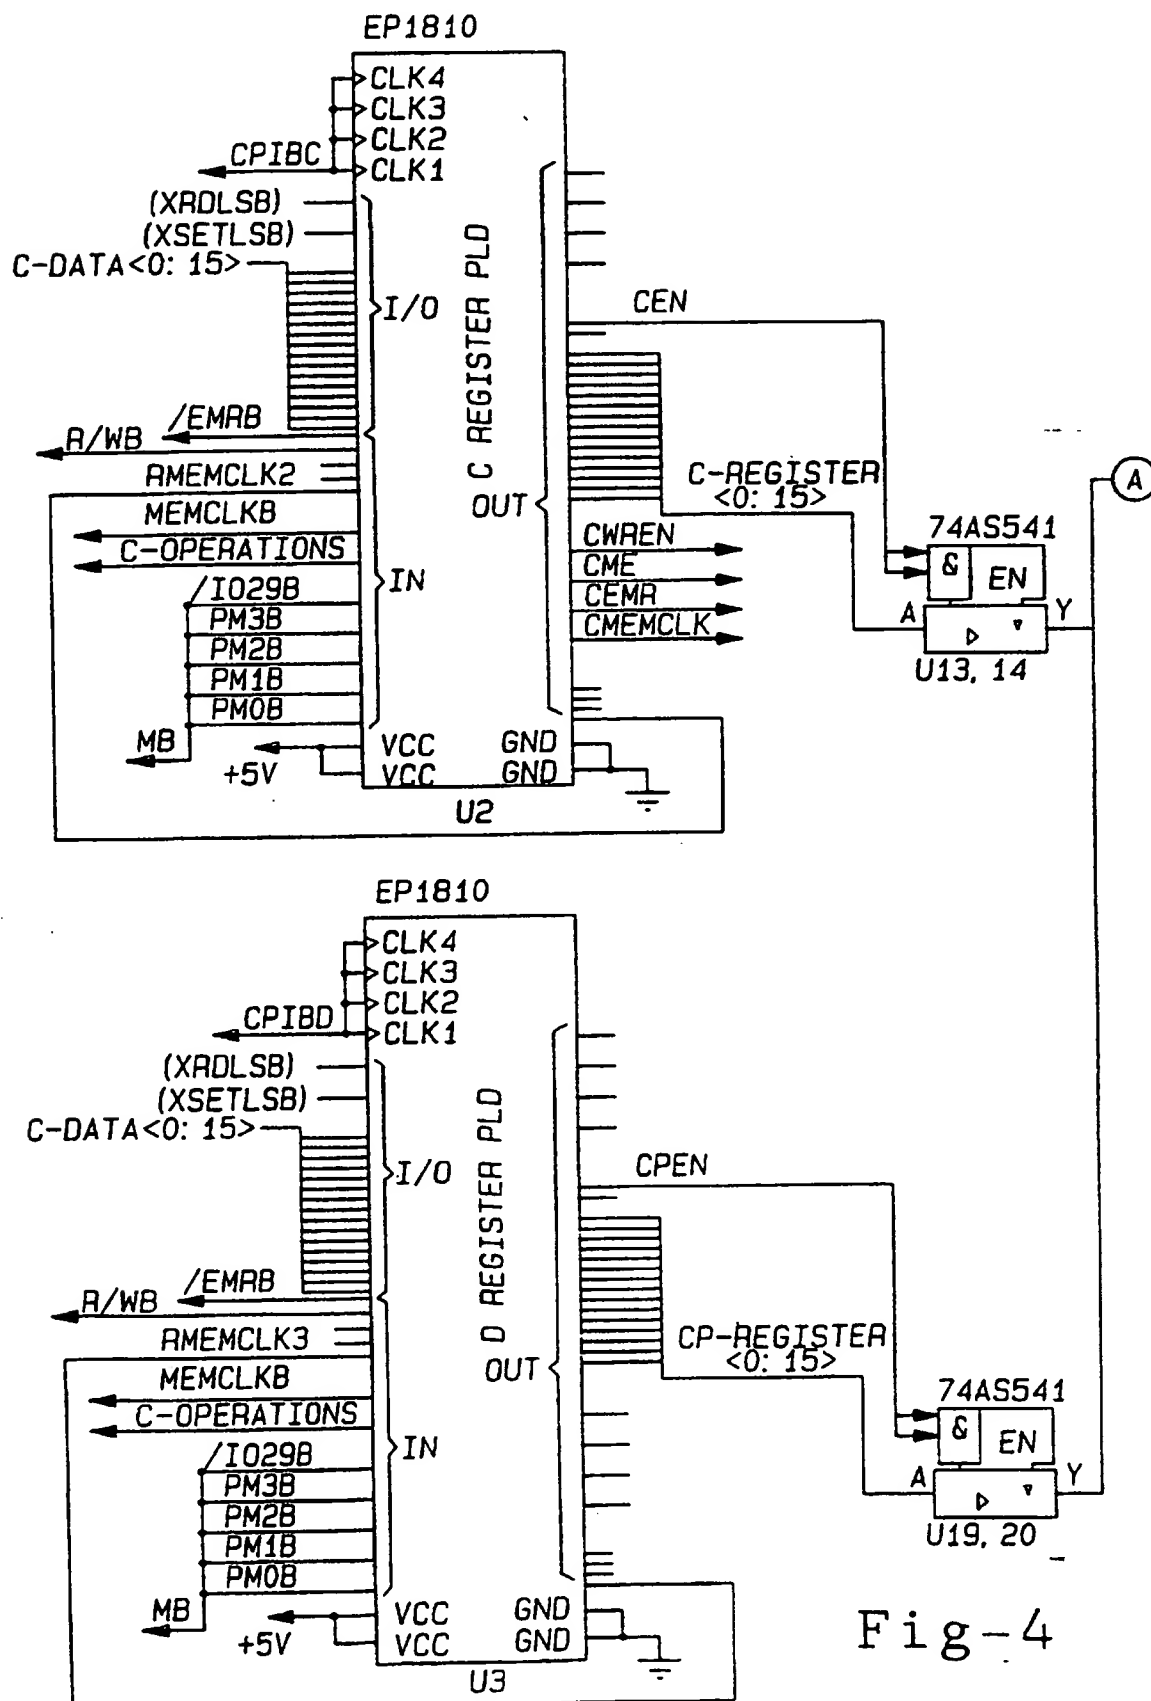 EP1810
CLK4
CLK3
CLK2
CPIBC
CLK1
(XRDLSB)
(XSETLSB)
C-DATA<0: 15>
I/O
C REGISTER PLD
CEN
/EMRB
R/WB
RMEMCLK2
C-REGISTER
<0: 15>
A
OUT
MEMCLKB
C-OPERATIONS
CWREN
CME
CEMR
CMEMCLK
74AS541
&
EN
A
Y
U13, 14
IN
/IO29B
PM3B
PM2B
PM1B
PM0B
MB
+5V
VCC
VCC
GND
GND
U2
EP1810
CLK4
CLK3
CLK2
CPIBD
CLK1
(XRDLSB)
(XSETLSB)
C-DATA<0: 15>
I/O
D REGISTER PLD
CPEN
/EMRB
R/WB
RMEMCLK3
CP-REGISTER
<0: 15>
OUT
MEMCLKB
C-OPERATIONS
74AS541
&
EN
A
Y
U19, 20
IN
/IO29B
PM3B
PM2B
PM1B
PM0B
MB
+5V
VCC
VCC
GND
GND
U3
Fig-4